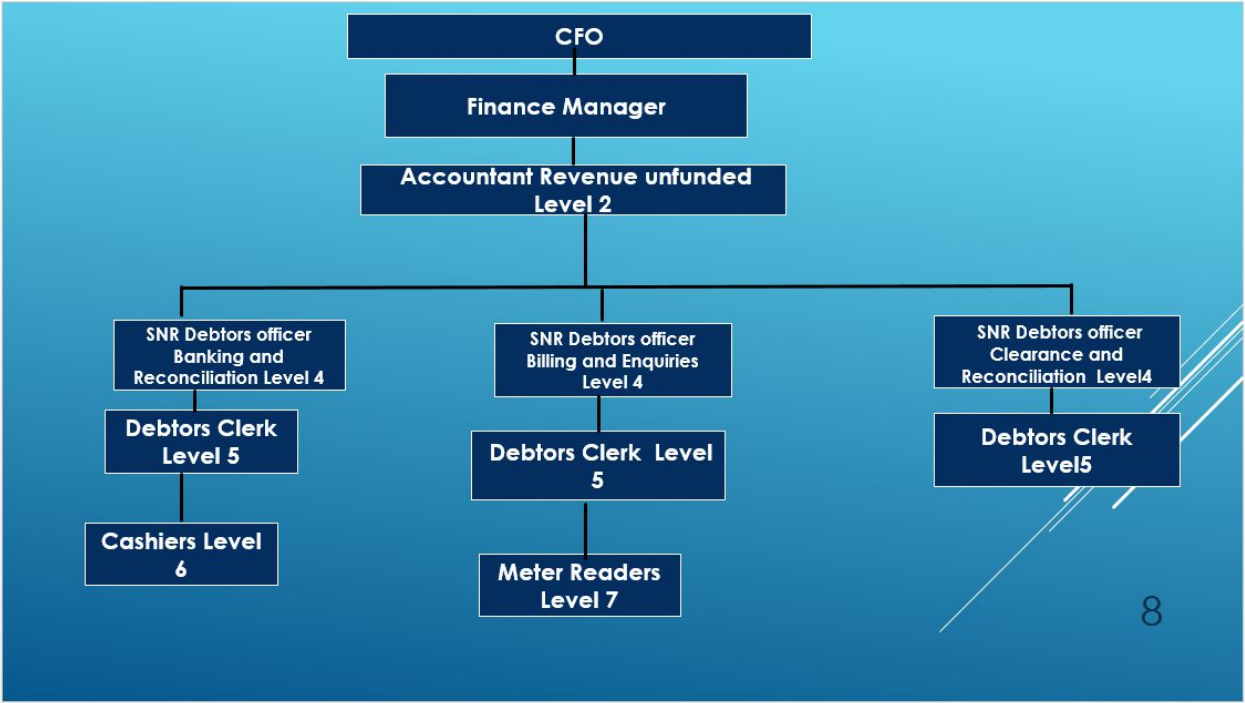 CFO
Finance Manager
Accountant Revenue unfunded
Level 2
SNR Debtors officer
Banking and
Reconciliation Level 4
SNR Debtors officer
Billing and Enquiries
Level 4
SNR Debtors officer
Clearance and
Reconciliation  Level4
Debtors Clerk
Level 5
Debtors Clerk  Level
5
Debtors Clerk
Level5
Cashiers Level
6
Meter Readers
Level 7
8